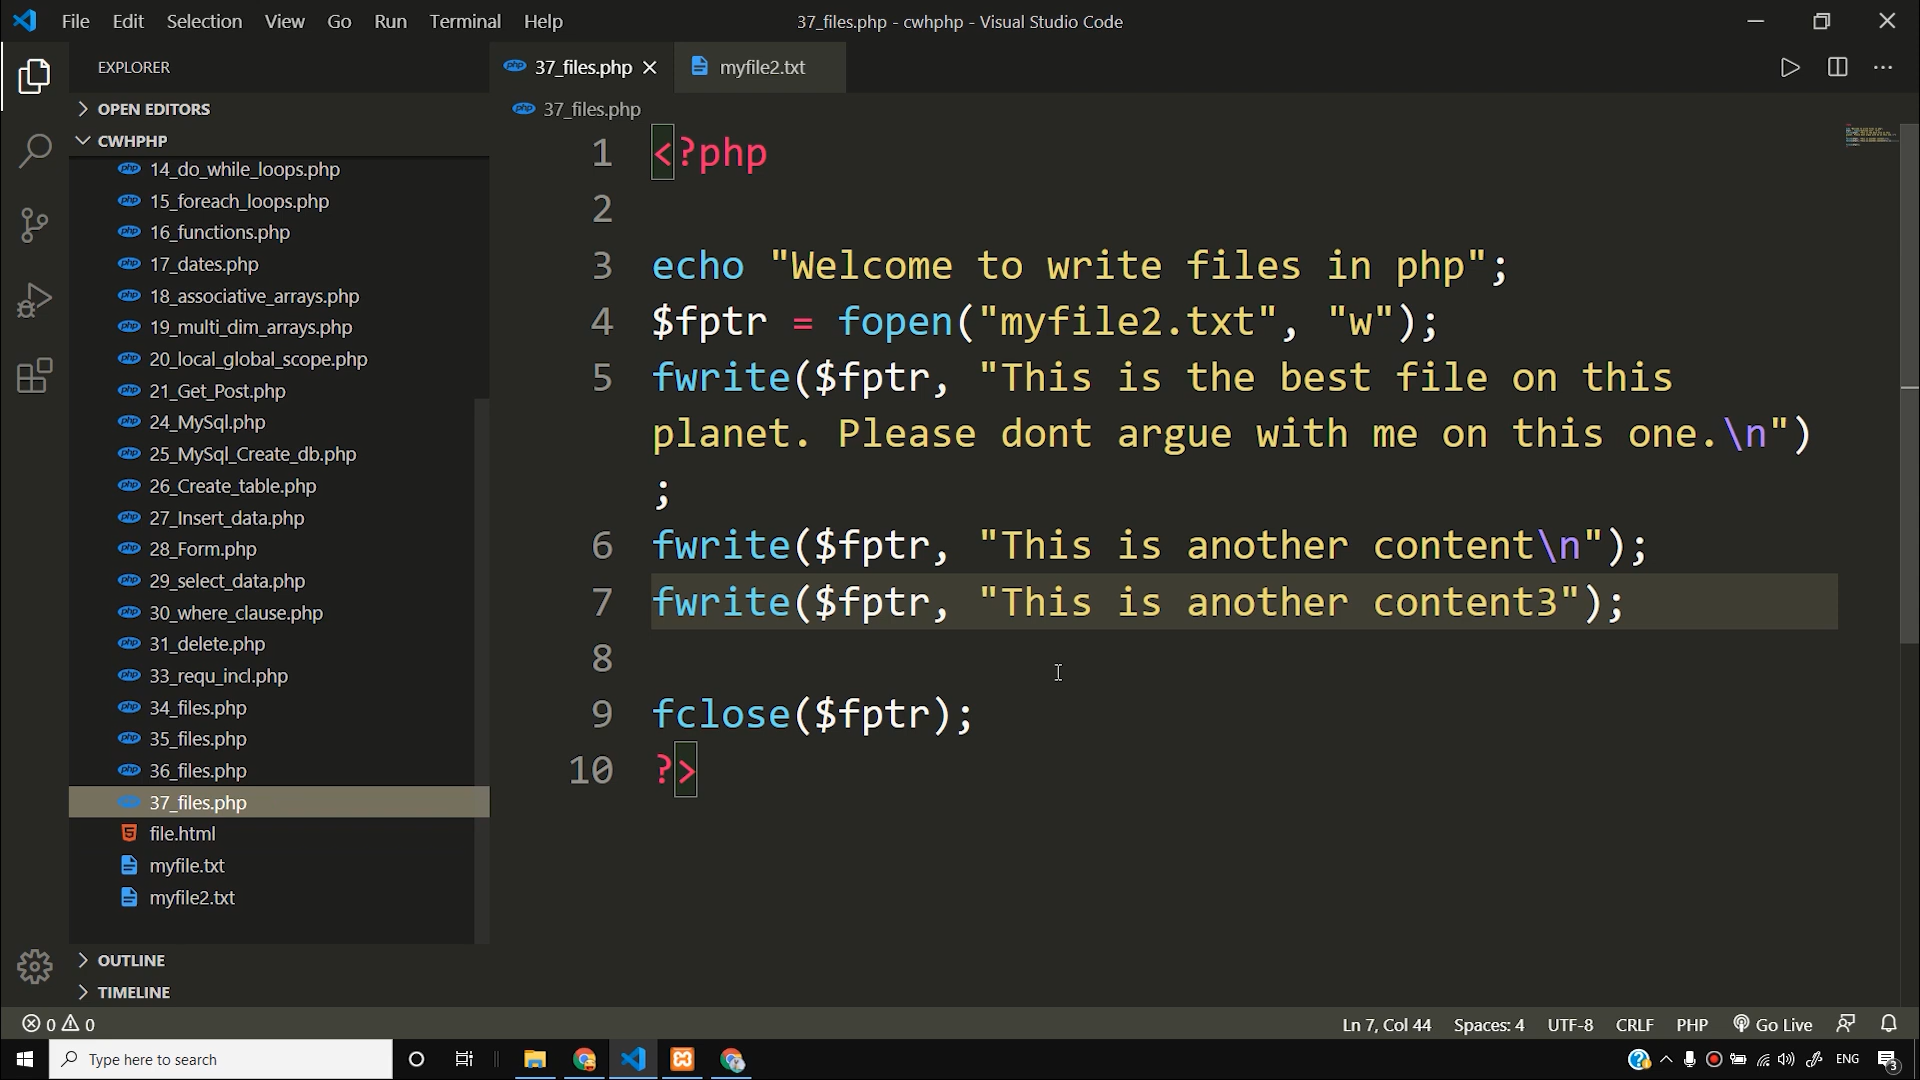 File Edit Selection View Go Run Terminal Help 37_files.php - cwhphp - Visual Studio Code
EXPLORER
OPEN EDITORS
CWHPHP
14_do_while_loops.php
15_foreach_loops.php
16_functions.php
17_dates.php
18_associative_arrays.php
19_multi_dim_arrays.php
20_local_global_scope.php
21_Get_Post.php
24_MySql.php
25_MySql_Create_db.php
26_Create_table.php
27_Insert_data.php
28_Form.php
29_select_data.php
30_where_clause.php
31_delete.php
33_requ_incl.php
34_files.php
35_files.php
36_files.php
37_files.php
file.html
myfile.txt
myfile2.txt
OUTLINE
TIMELINE
37_files.php myfile2.txt
37_files.php
1 <?php
2
3 echo "Welcome to write files in php";
4 $fptr = fopen("myfile2.txt", "w");
5 fwrite($fptr, "This is the best file on this
planet. Please dont argue with me on this one.\n")
;
6 fwrite($fptr, "This is another content\n");
7 fwrite($fptr, "This is another content3");
8
9 fclose($fptr);
10 ?>
0 0 Ln 7, Col 44 Spaces: 4 UTF-8 CRLF PHP Go Live
Type here to search ENG 3